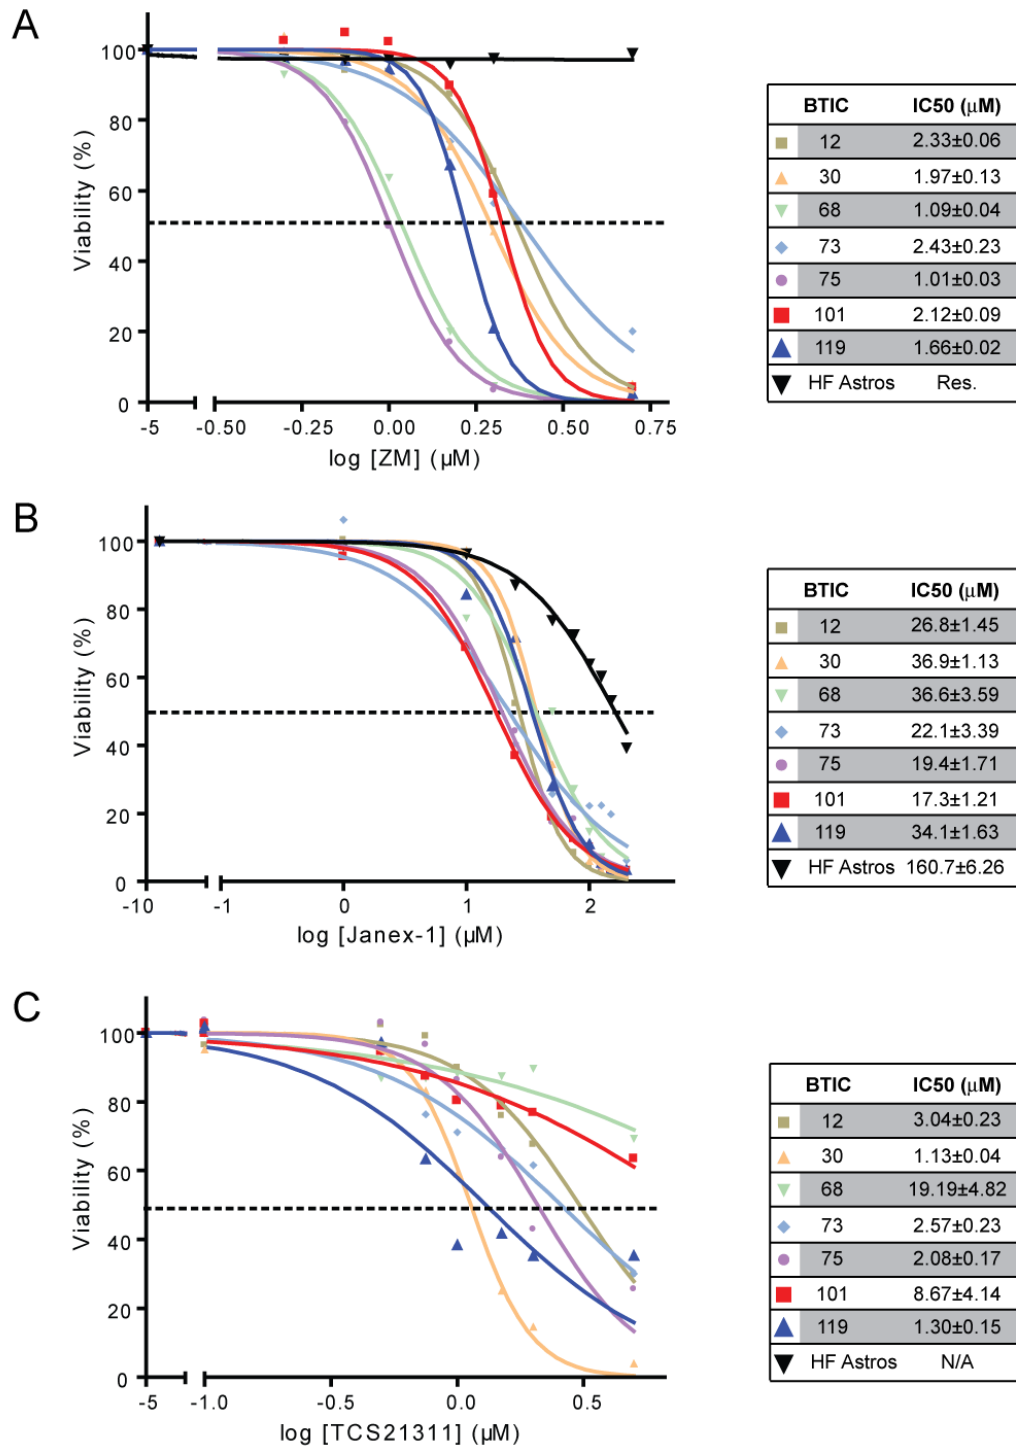 A
100
80
60
40
20
0
Viability (%)
-5 -0.50 -0.25 0.00 0.25 0.50 0.75
log [ZM] (µM)
BTIC IC50 (µM)
12 2.33±0.06
30 1.97±0.13
68 1.09±0.04
73 2.43±0.23
75 1.01±0.03
101 2.12±0.09
119 1.66±0.02
HF Astros Res.
B
100
80
60
40
20
0
Viability (%)
-10 -1 0 1 2
log [Janex-1] (µM)
BTIC IC50 (µM)
12 26.8±1.45
30 36.9±1.13
68 36.6±3.59
73 22.1±3.39
75 19.4±1.71
101 17.3±1.21
119 34.1±1.63
HF Astros 160.7±6.26
C
100
80
60
40
20
0
Viability (%)
-5 -1.0 -0.5 0.0 0.5
log [TCS21311] (µM)
BTIC IC50 (µM)
12 3.04±0.23
30 1.13±0.04
68 19.19±4.82
73 2.57±0.23
75 2.08±0.17
101 8.67±4.14
119 1.30±0.15
HF Astros N/A